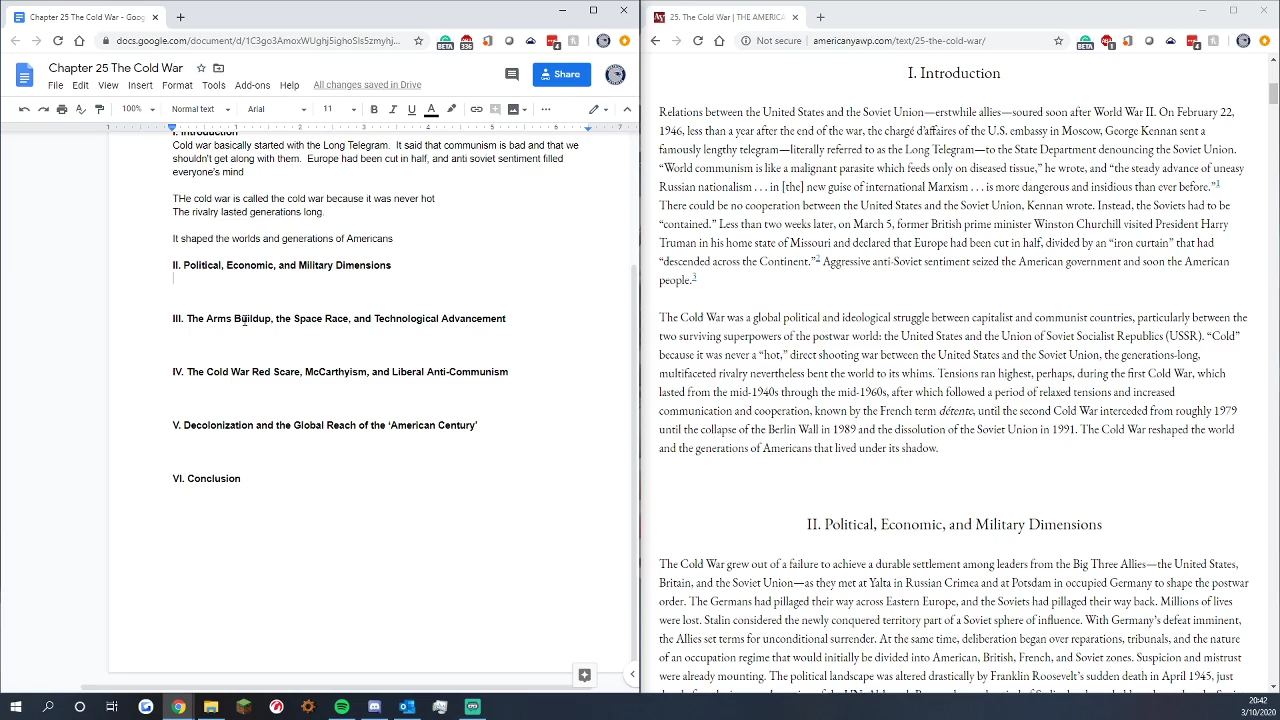 Chapter 25 The Cold War - Goog
25. The Cold War | THE AMERICA
docs.google.com/document/d/1C3go3AmoxWUghj5ighoSIs5zmyhj...
Not secure | americanyawp.com/text/25-the-cold-war/
Chapter 25 The Cold War
File Edit View Insert Format Tools Add-ons Help All changes saved in Drive
Share
100% Normal text Arial 11
1 1 2 3 4 5 6 7
I. Introduction
Cold war basically started with the Long Telegram. It said that communism is bad and that we
shouldn't get along with them. Europe had been cut in half, and anti soviet sentiment filled
everyone's mind
THe cold war is called the cold war because it was never hot
The rivalry lasted generations long.
It shaped the worlds and generations of Americans
II. Political, Economic, and Military Dimensions
III. The Arms Buildup, the Space Race, and Technological Advancement
IV. The Cold War Red Scare, McCarthyism, and Liberal Anti-Communism
V. Decolonization and the Global Reach of the ‘American Century’
VI. Conclusion
I. Introduction
Relations between the United States and the Soviet Union—erstwhile allies—soured soon after World War II. On February 22,
1946, less than a year after the end of the war, the chargé d’affaires of the U.S. embassy in Moscow, George Kennan sent a
famously lengthy telegram—literally referred to as the Long Telegram—to the State Department denouncing the Soviet Union.
“World communism is like a malignant parasite which feeds only on diseased tissue,” he wrote, and “the steady advance of uneasy
Russian nationalism . . . in [the] new guise of international Marxism . . . is more dangerous and insidious than ever before.”1
There could be no cooperation between the United States and the Soviet Union, Kennan wrote. Instead, the Soviets had to be
“contained.” Less than two weeks later, on March 5, former British prime minister Winston Churchill visited President Harry
Truman in his home state of Missouri and declared that Europe had been cut in half, divided by an “iron curtain” that had
“descended across the Continent.”2 Aggressive anti-Soviet sentiment seized the American government and soon the American
people.3
The Cold War was a global political and ideological struggle between capitalist and communist countries, particularly between the
two surviving superpowers of the postwar world: the United States and the Union of Soviet Socialist Republics (USSR). “Cold”
because it was never a “hot,” direct shooting war between the United States and the Soviet Union, the generations-long,
multifaceted rivalry nevertheless bent the world to its whims. Tensions ran highest, perhaps, during the first Cold War, which
lasted from the mid-1940s through the mid-1960s, after which followed a period of relaxed tensions and increased
communication and cooperation, known by the French term détente, until the second Cold War interceded from roughly 1979
until the collapse of the Berlin Wall in 1989 and the dissolution of the Soviet Union in 1991. The Cold War reshaped the world
and the generations of Americans that lived under its shadow.
II. Political, Economic, and Military Dimensions
The Cold War grew out of a failure to achieve a durable settlement among leaders from the Big Three Allies—the United States,
Britain, and the Soviet Union—as they met at Yalta in Russian Crimea and at Potsdam in occupied Germany to shape the postwar
order. The Germans had pillaged their way across Eastern Europe, and the Soviets had pillaged their way back. Millions of lives
were lost. Stalin considered the newly conquered territory part of a Soviet sphere of influence. With Germany’s defeat imminent,
the Allies set terms for unconditional surrender. At the same time, deliberation began over reparations, tribunals, and the nature
of an occupation regime that would initially be divided into American, British, French, and Soviet zones. Suspicion and mistrust
were already mounting. The political landscape was altered drastically by Franklin Roosevelt’s sudden death in April 1945, just
20:42
3/10/2020